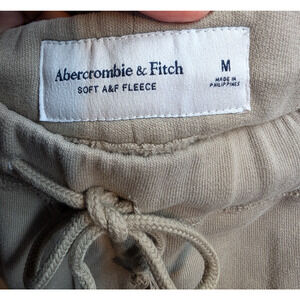 Abercrombie & Fitch
SOFT A&F FLEECE
M
MADE IN
PHILIPPINES